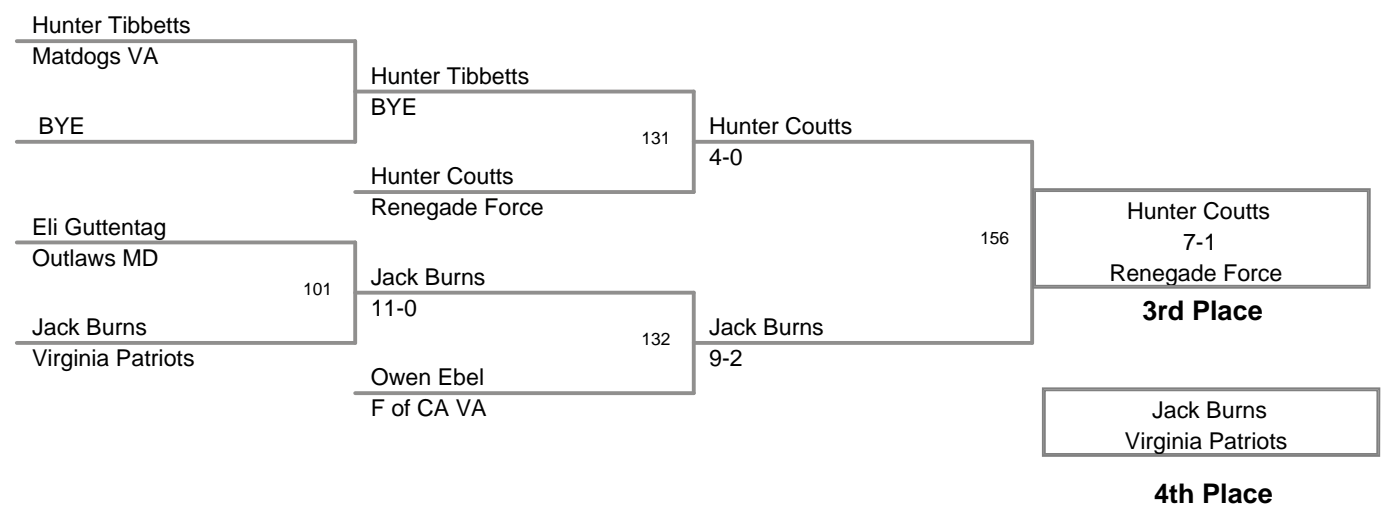 Hunter Tibbetts
Matdogs VA
BYE
Hunter Tibbetts
BYE
131
Hunter Coutts
Renegade Force
Hunter Coutts
4-0
Eli Guttentag
Outlaws MD
101
Jack Burns
Virginia Patriots
Jack Burns
11-0
132
Owen Ebel
F of CA VA
Jack Burns
9-2
156
Hunter Coutts
7-1
Renegade Force
3rd Place
Jack Burns
Virginia Patriots
4th Place